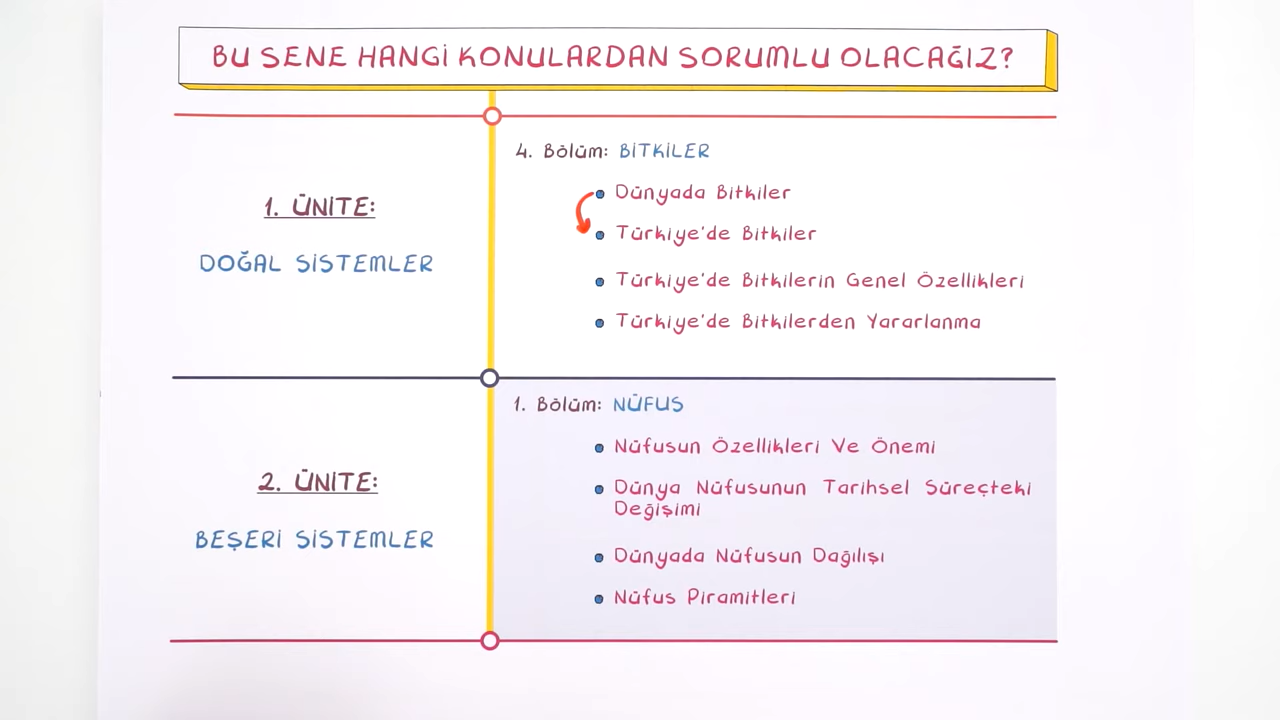 BU SENE HANGİ KONULARDAN SORUMLU OLACAĞIZ?
1. ÜNİTE:
DOĞAL SİSTEMLER
4. Bölüm: BİTKİLER
Dünyada Bitkiler
Türkiye'de Bitkiler
Türkiye'de Bitkilerin Genel Özellikleri
Türkiye'de Bitkilerden Yararlanma
2. ÜNİTE:
BEŞERİ SİSTEMLER
1. Bölüm: NÜFUS
Nüfusun Özellikleri Ve Önemi
Dünya Nüfusunun Tarihsel Süreçteki
Değişimi
Dünyada Nüfusun Dağılışı
Nüfus Piramitleri